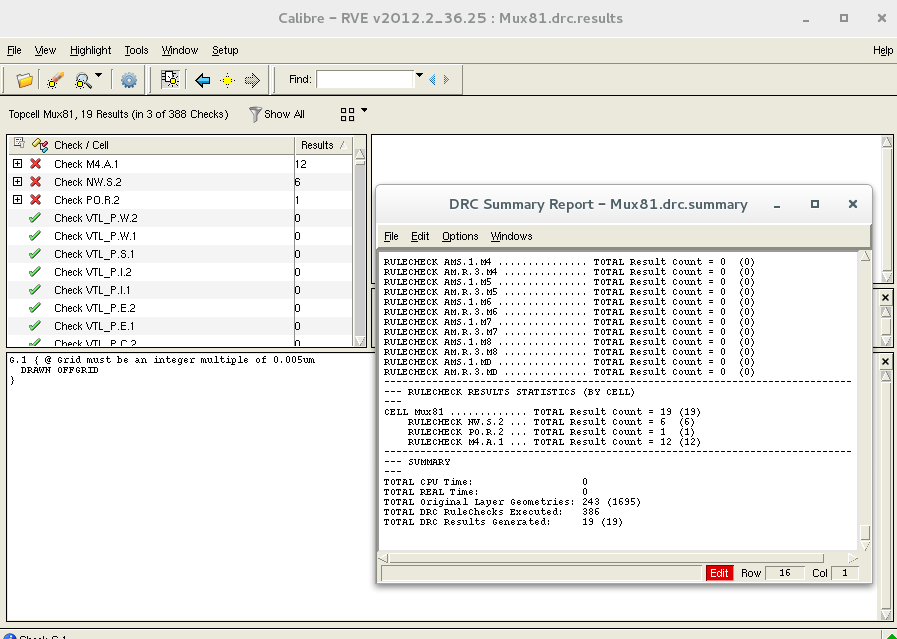 Calibre - RVE v2012.2_36.25 : Mux81.drc.results
File View Highlight Tools Window Setup Help
Find:
Topcell Mux81, 19 Results (in 3 of 388 Checks) Show All
Check / Cell Results
Check M4.A.1 12
Check NW.S.2 6
Check PO.R.2 1
Check VTL_P.W.2 0
Check VTL_P.W.1 0
Check VTL_P.S.1 0
Check VTL_P.I.2 0
Check VTL_P.I.1 0
Check VTL_P.E.2 0
Check VTL_P.E.1 0
Check VTL_P.C.2 0
G.1 { @ Grid must be an integer multiple of 0.005um
DRAWN OFFGRID
}
DRC Summary Report - Mux81.drc.summary
File Edit Options Windows
RULECHECK AMS.1.M4 ............... TOTAL Result Count = 0 (0)
RULECHECK AM.R.3.M4 .............. TOTAL Result Count = 0 (0)
RULECHECK AMS.1.M5 ............... TOTAL Result Count = 0 (0)
RULECHECK AM.R.3.M5 .............. TOTAL Result Count = 0 (0)
RULECHECK AMS.1.M6 ............... TOTAL Result Count = 0 (0)
RULECHECK AM.R.3.M6 .............. TOTAL Result Count = 0 (0)
RULECHECK AMS.1.M7 ............... TOTAL Result Count = 0 (0)
RULECHECK AM.R.3.M7 .............. TOTAL Result Count = 0 (0)
RULECHECK AMS.1.M8 ............... TOTAL Result Count = 0 (0)
RULECHECK AM.R.3.M8 .............. TOTAL Result Count = 0 (0)
RULECHECK AMS.1.MD ............... TOTAL Result Count = 0 (0)
RULECHECK AM.R.3.MD .............. TOTAL Result Count = 0 (0)
----------------------------------------------------------------------------------
--- RULECHECK RESULTS STATISTICS (BY CELL)
---
CELL Mux81 ............. TOTAL Result Count = 19 (19)
RULECHECK NW.S.2 ... TOTAL Result Count = 6 (6)
RULECHECK PO.R.2 ... TOTAL Result Count = 1 (1)
RULECHECK M4.A.1 ... TOTAL Result Count = 12 (12)
----------------------------------------------------------------------------------
--- SUMMARY
---
TOTAL CPU Time: 0
TOTAL REAL Time: 0
TOTAL Original Layer Geometries: 243 (1695)
TOTAL DRC RuleChecks Executed: 386
TOTAL DRC Results Generated: 19 (19)
Edit Row 16 Col 1
Check G.1